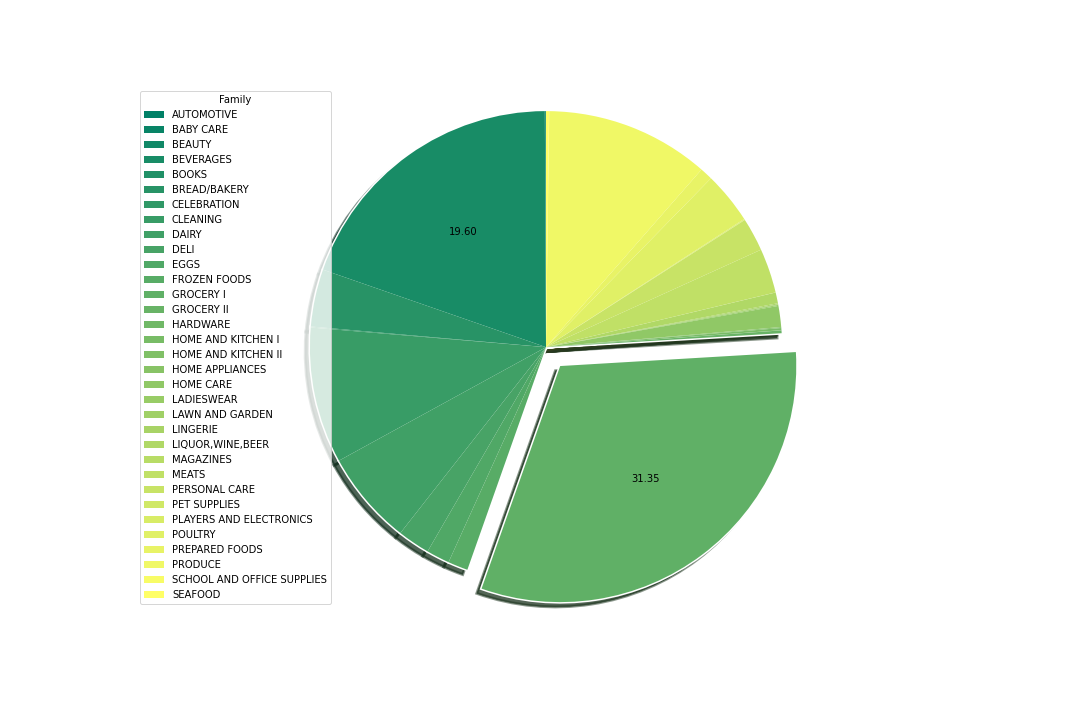 Family
AUTOMOTIVE
BABY CARE
BEAUTY
BEVERAGES
BOOKS
BREAD/BAKERY
CELEBRATION
CLEANING
DAIRY
DELI
EGGS
FROZEN FOODS
GROCERY I
GROCERY II
HARDWARE
HOME AND KITCHEN I
HOME AND KITCHEN II
HOME APPLIANCES
HOME CARE
LADIESWEAR
LAWN AND GARDEN
LINGERIE
LIQUOR,WINE,BEER
MAGAZINES
MEATS
PERSONAL CARE
PET SUPPLIES
PLAYERS AND ELECTRONICS
POULTRY
PREPARED FOODS
PRODUCE
SCHOOL AND OFFICE SUPPLIES
SEAFOOD
19.60
31.35